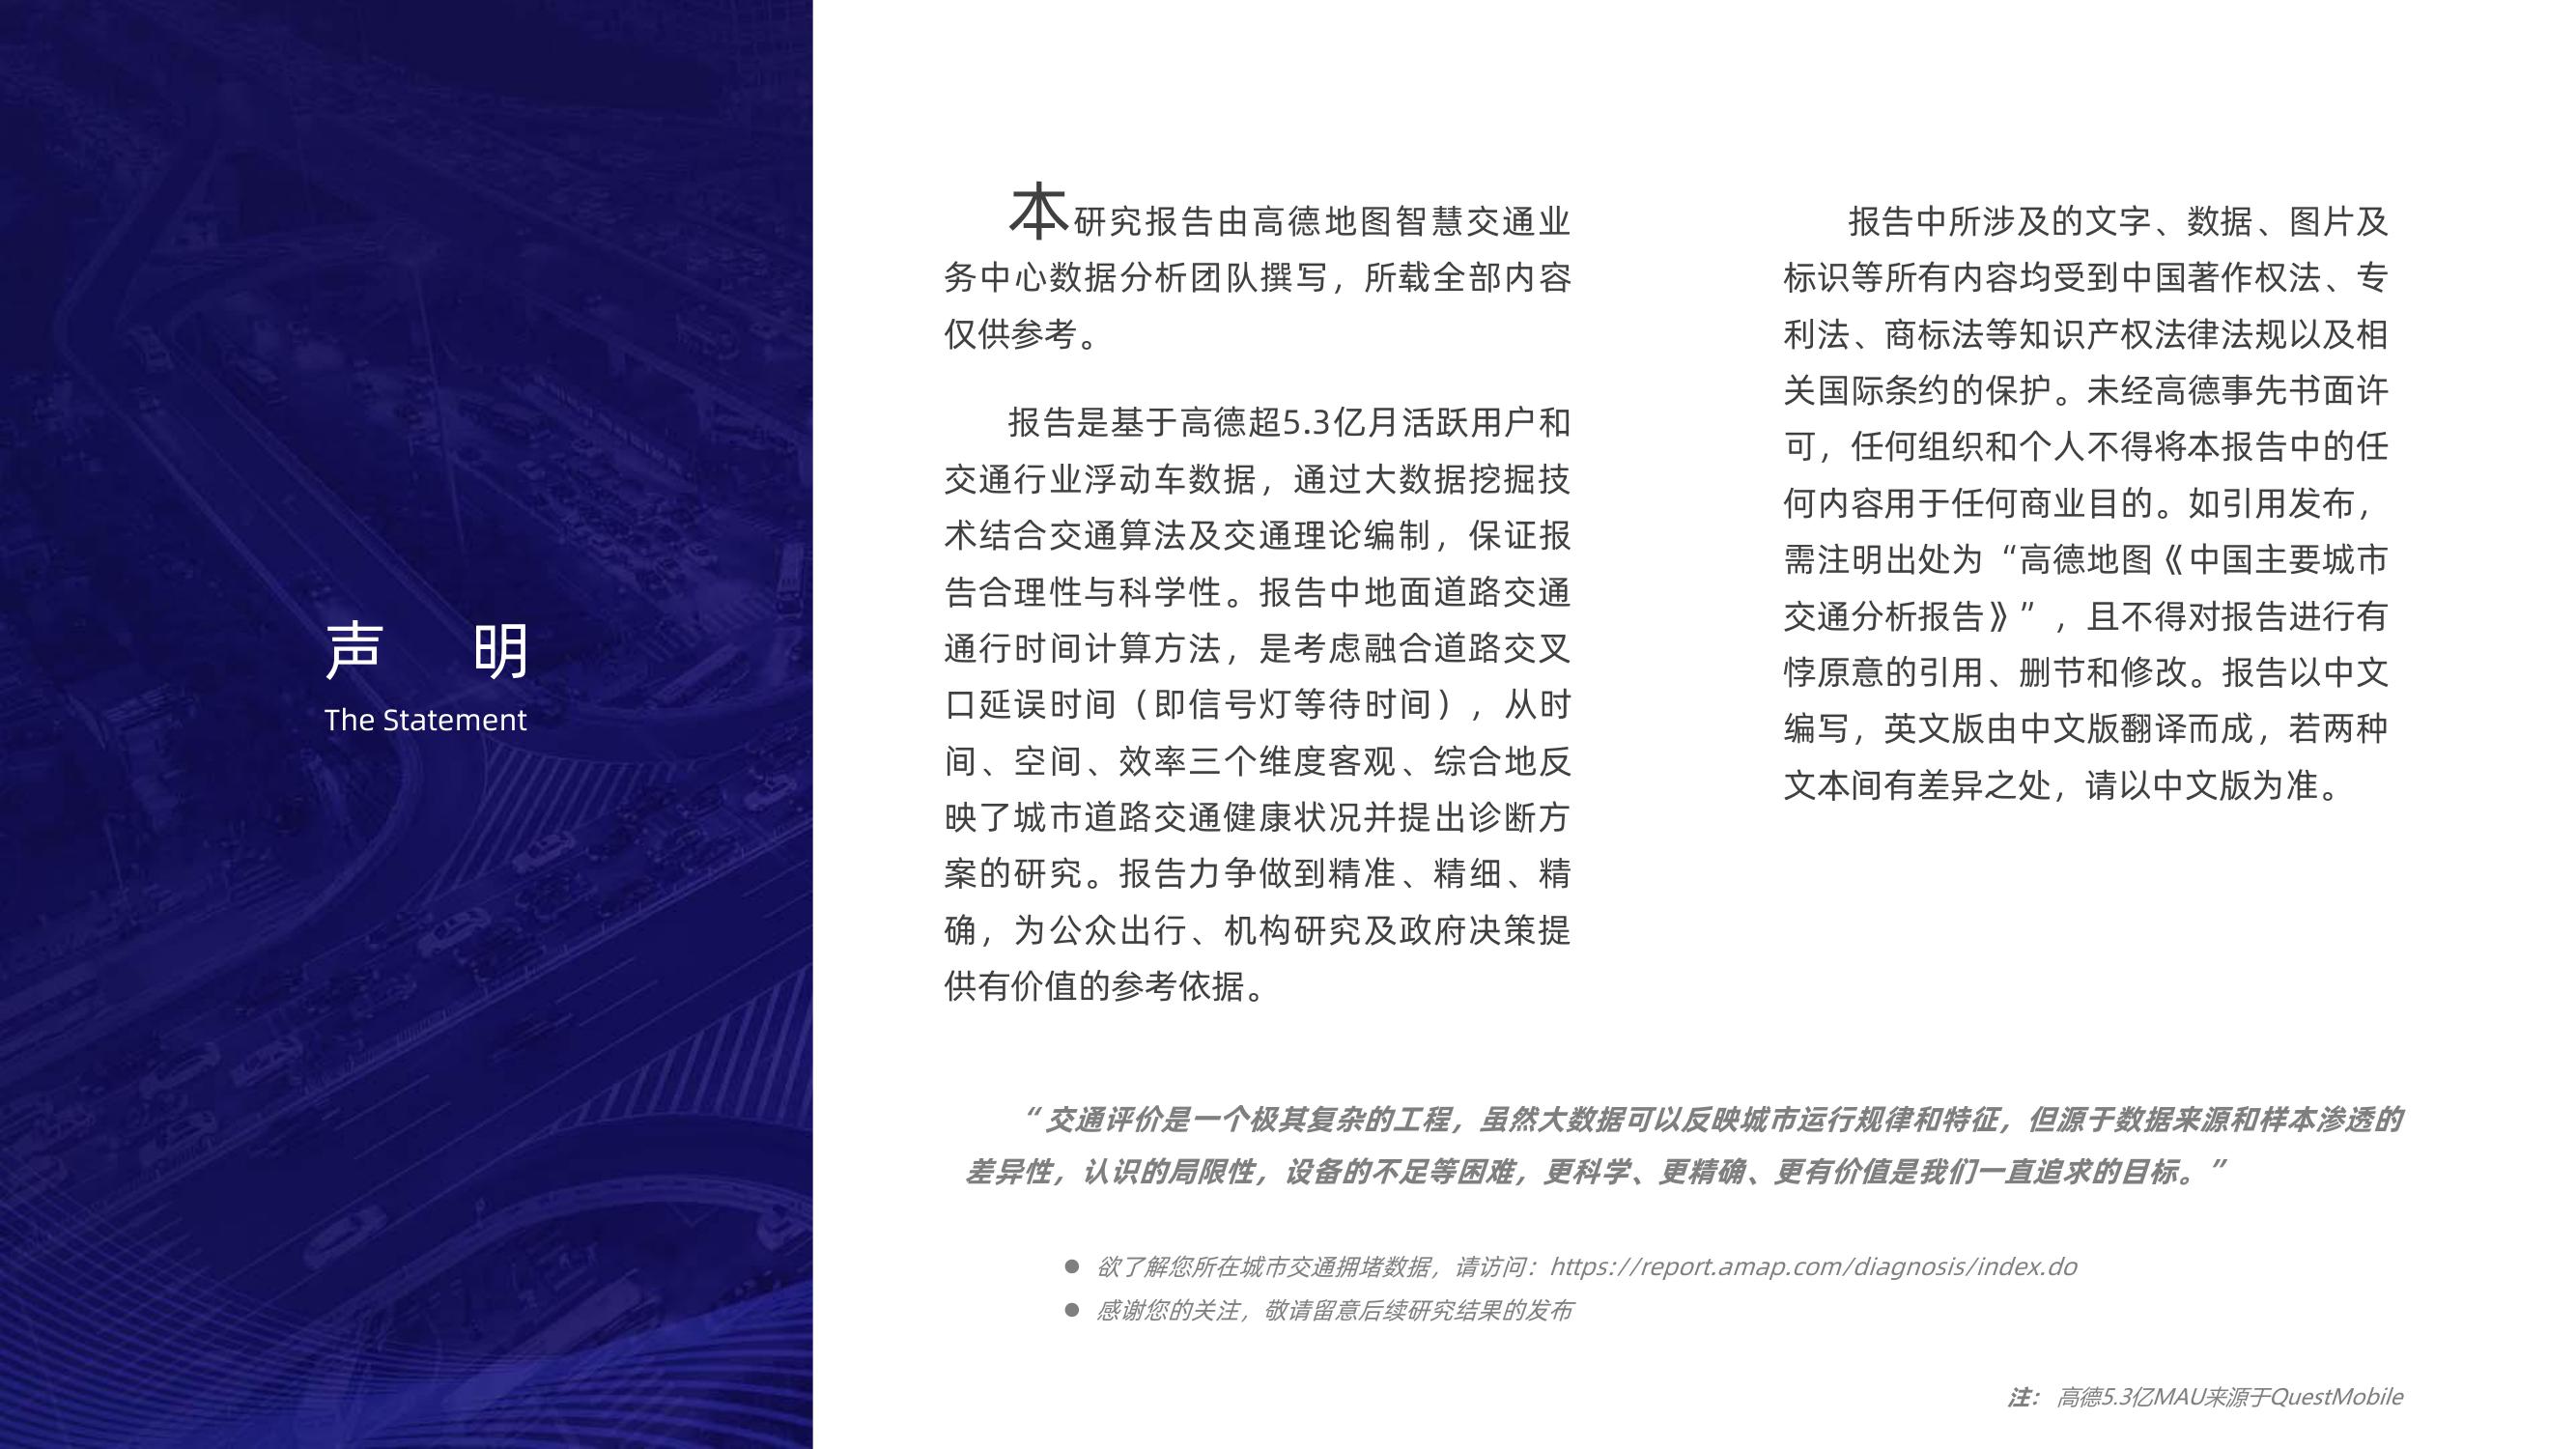 声 明
The Statement
本研究报告由高德地图智慧交通业
务中心数据分析团队撰写，所载全部内容
仅供参考。
报告是基于高德超5.3亿月活跃用户和
交通行业浮动车数据，通过大数据挖掘技
术结合交通算法及交通理论编制，保证报
告合理性与科学性。报告中地面道路交通
通行时间计算方法，是考虑融合道路交叉
口延误时间（即信号灯等待时间），从时
间、空间、效率三个维度客观、综合地反
映了城市道路交通健康状况并提出诊断方
案的研究。报告力争做到精准、精细、精
确，为公众出行、机构研究及政府决策提
供有价值的参考依据。
报告中所涉及的文字、数据、图片及
标识等所有内容均受到中国著作权法、专
利法、商标法等知识产权法律法规以及相
关国际条约的保护。未经高德事先书面许
可，任何组织和个人不得将本报告中的任
何内容用于任何商业目的。如引用发布，
需注明出处为“高德地图《中国主要城市
交通分析报告》”，且不得对报告进行有
悖原意的引用、删节和修改。报告以中文
编写，英文版由中文版翻译而成，若两种
文本间有差异之处，请以中文版为准。
“交通评价是一个极其复杂的工程，虽然大数据可以反映城市运行规律和特征，但源于数据来源和样本渗透的
差异性，认识的局限性，设备的不足等困难，更科学、更精确、更有价值是我们一直追求的目标。”
● 欲了解您所在城市交通拥堵数据，请访问：https://report.amap.com/diagnosis/index.do
● 感谢您的关注，敬请留意后续研究结果的发布
注： 高德5.3亿MAU来源于QuestMobile